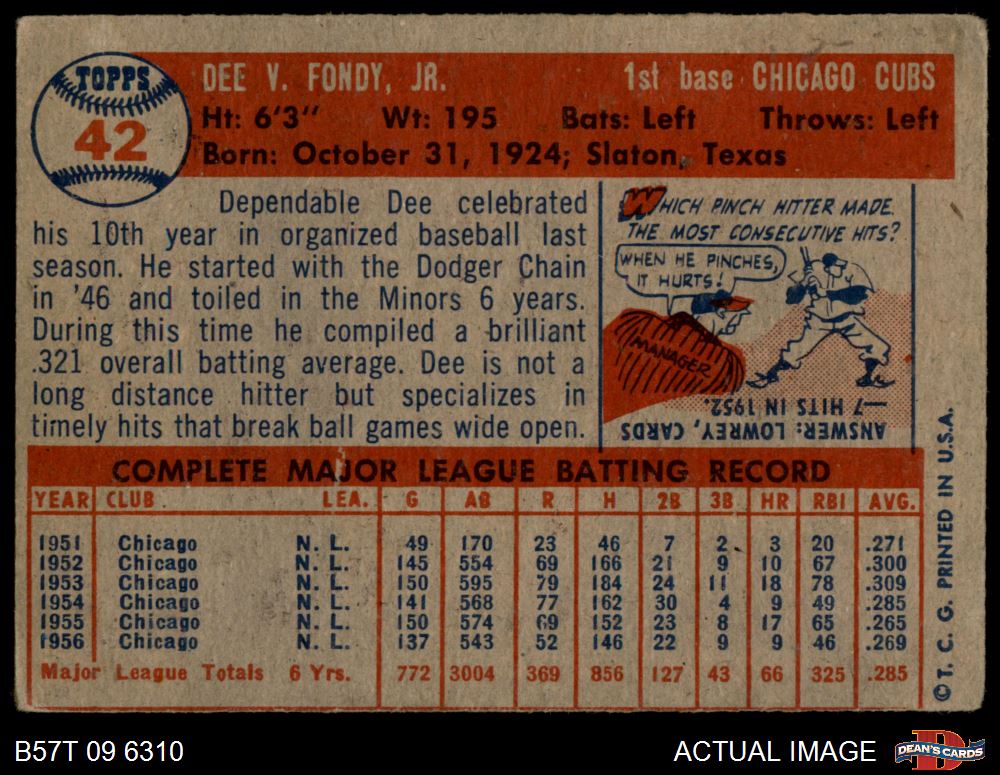 TOPPS
42
DEE V. FONDY, JR. 1st base CHICAGO CUBS
Ht: 6'3" Wt: 195 Bats: Left Throws: Left
Born: October 31, 1924; Slaton, Texas
Dependable Dee celebrated
his 10th year in organized baseball last
season. He started with the Dodger Chain
in '46 and toiled in the Minors 6 years.
During this time he compiled a brilliant
.321 overall batting average. Dee is not a
long distance hitter but specializes in
timely hits that break ball games wide open.
WHICH PINCH HITTER MADE
THE MOST CONSECUTIVE HITS?
WHEN HE PINCHES,
IT HURTS!
MANAGER
ANSWER: LOWREY, CARDS
—7 HITS IN 1952.
COMPLETE MAJOR LEAGUE BATTING RECORD
YEAR CLUB LEA. G AB R H 2B 3B HR RBI AVG.
1951 Chicago N. L. 49 170 23 46 7 2 3 20 .271
1952 Chicago N. L. 145 554 69 166 21 9 10 67 .300
1953 Chicago N. L. 150 595 79 184 24 11 18 78 .309
1954 Chicago N. L. 141 568 77 162 30 4 9 49 .285
1955 Chicago N. L. 150 574 69 152 23 8 17 65 .265
1956 Chicago N. L. 137 543 52 146 22 9 9 46 .269
Major League Totals 6 Yrs. 772 3004 369 856 127 43 66 325 .285
© T. C. G. PRINTED IN U.S.A.
B57T 09 6310
ACTUAL IMAGE
D
DEAN'S CARDS